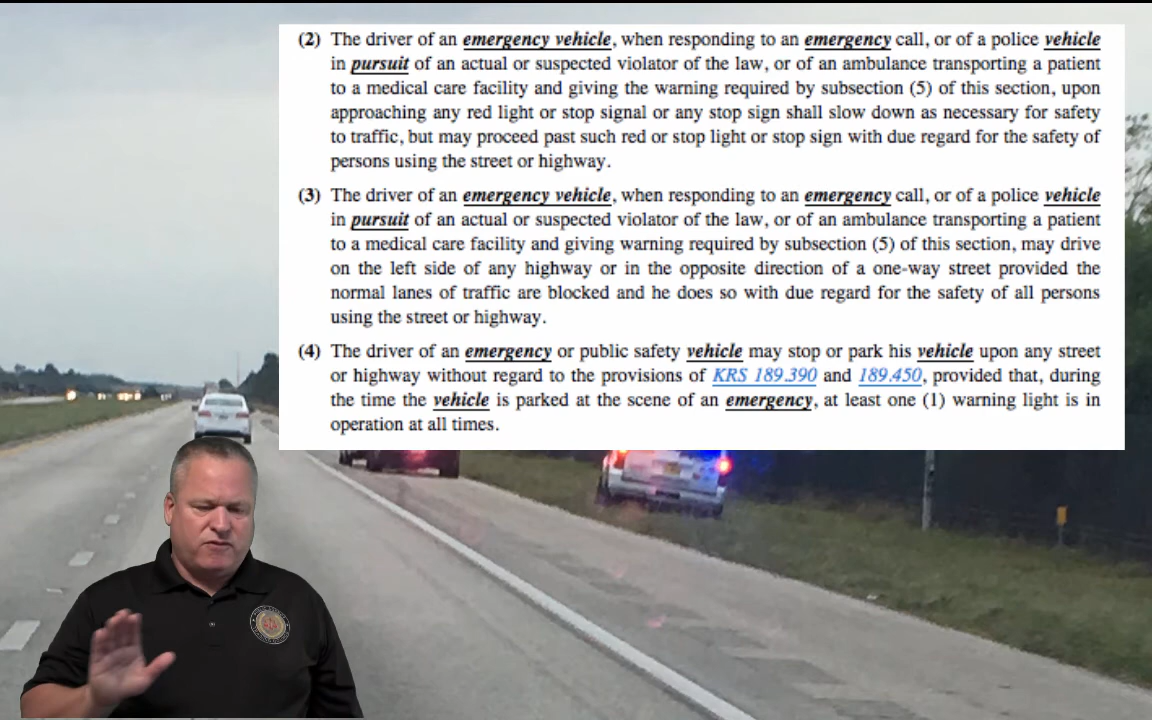 (2) The driver of an emergency vehicle, when responding to an emergency call, or of a police vehicle
in pursuit of an actual or suspected violator of the law, or of an ambulance transporting a patient
to a medical care facility and giving the warning required by subsection (5) of this section, upon
approaching any red light or stop signal or any stop sign shall slow down as necessary for safety
to traffic, but may proceed past such red or stop light or stop sign with due regard for the safety of
persons using the street or highway.
(3) The driver of an emergency vehicle, when responding to an emergency call, or of a police vehicle
in pursuit of an actual or suspected violator of the law, or of an ambulance transporting a patient
to a medical care facility and giving warning required by subsection (5) of this section, may drive
on the left side of any highway or in the opposite direction of a one-way street provided the
normal lanes of traffic are blocked and he does so with due regard for the safety of all persons
using the street or highway.
(4) The driver of an emergency or public safety vehicle may stop or park his vehicle upon any street
or highway without regard to the provisions of KRS 189.390 and 189.450, provided that, during
the time the vehicle is parked at the scene of an emergency, at least one (1) warning light is in
operation at all times.